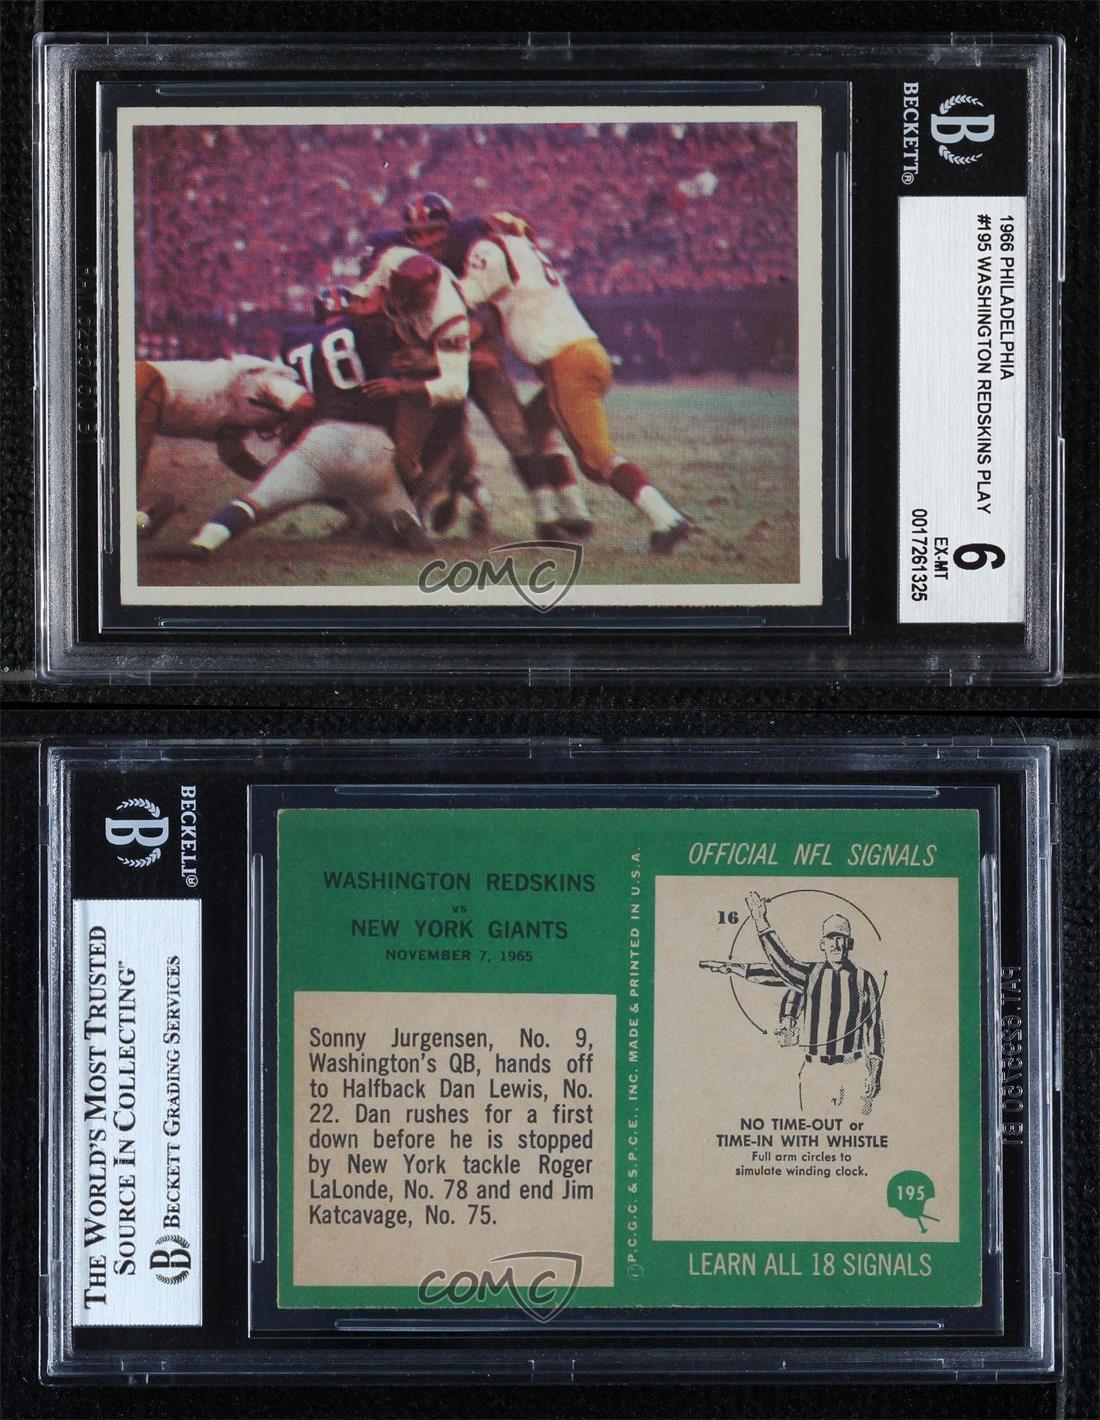 BECKETT®
1966 PHILADELPHIA
#195 WASHINGTON REDSKINS PLAY
6
EX-MT
0017261325
78
COMC
BECKETT®
THE WORLD'S MOST TRUSTED
SOURCE IN COLLECTING™
BECKETT GRADING SERVICES
WASHINGTON REDSKINS
vs
NEW YORK GIANTS
NOVEMBER 7, 1965
Sonny Jurgensen, No. 9,
Washington's QB, hands off
to Halfback Dan Lewis, No.
22. Dan rushes for a first
down before he is stopped
by New York tackle Roger
LaLonde, No. 78 and end Jim
Katcavage, No. 75.
©P.C.G.C. & S.P.C.E., INC. MADE & PRINTED IN U.S.A.
OFFICIAL NFL SIGNALS
16
NO TIME-OUT or
TIME-IN WITH WHISTLE
Full arm circles to
simulate winding clock.
195
LEARN ALL 18 SIGNALS
COMC